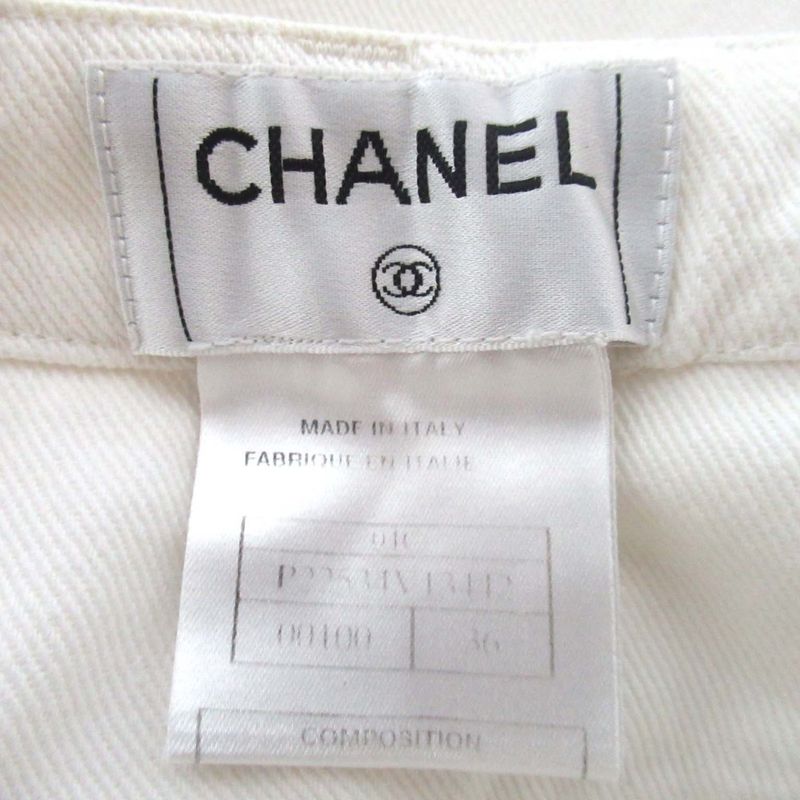 CHANEL
MADE IN ITALY
FABRIQUE EN ITALIE
00100 36
COMPOSITION